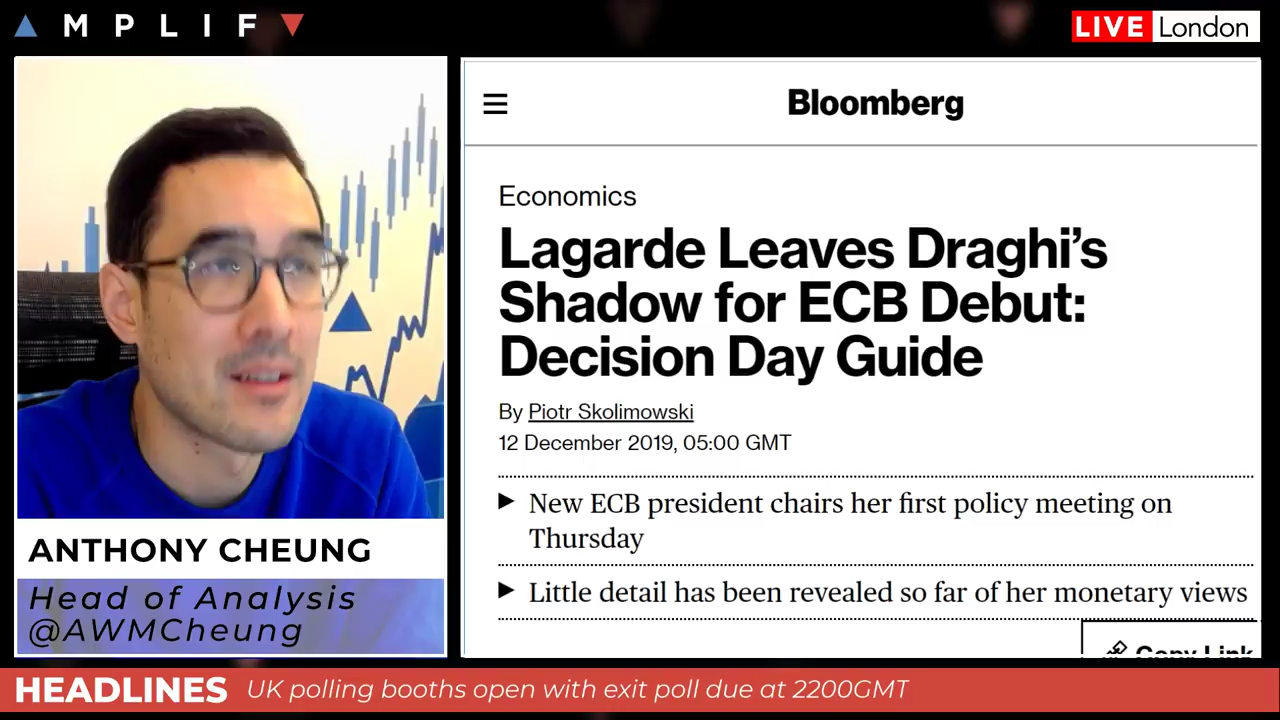 ▲ M P L I F ▼
LIVE London
Bloomberg
Economics
Lagarde Leaves Draghi’s
Shadow for ECB Debut:
Decision Day Guide
By Piotr Skolimowski
12 December 2019, 05:00 GMT
New ECB president chairs her first policy meeting on
Thursday
Little detail has been revealed so far of her monetary views
Copy Link
ANTHONY CHEUNG
Head of Analysis
@AWMCheung
HEADLINES UK polling booths open with exit poll due at 2200GMT